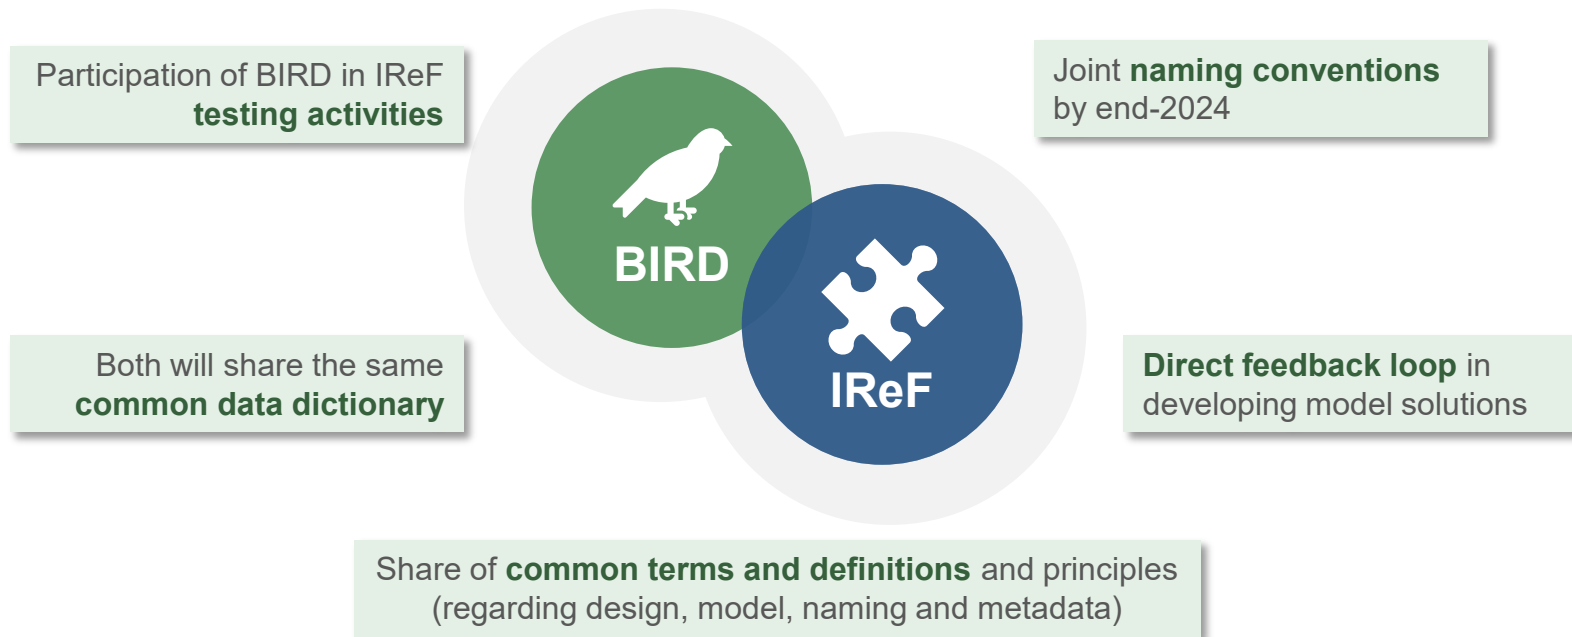 Participation of BIRD in IReF
testing activities
Joint naming conventions
by end-2024
BIRD
IReF
Both will share the same
common data dictionary
Direct feedback loop in
developing model solutions
Share of common terms and definitions and principles
(regarding design, model, naming and metadata)